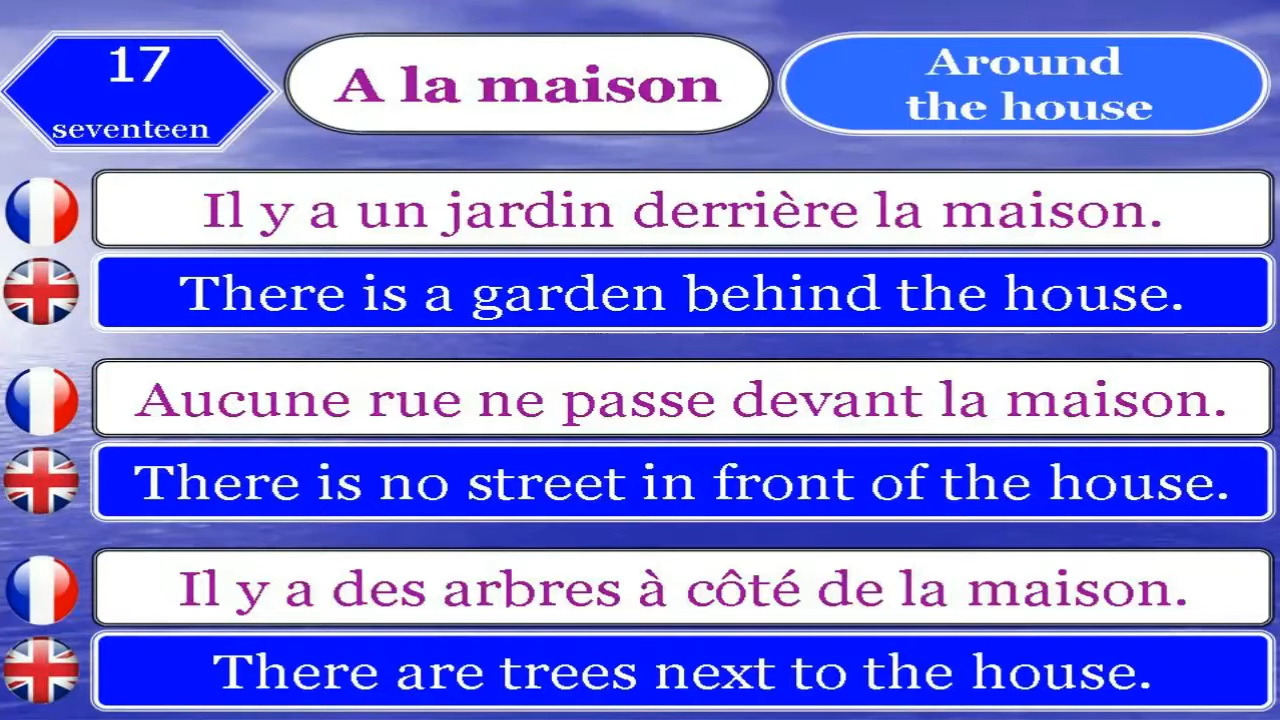 17
seventeen
A la maison
Around
the house
Il y a un jardin derrière la maison.
There is a garden behind the house.
Aucune rue ne passe devant la maison.
There is no street in front of the house.
Il y a des arbres à côté de la maison.
There are trees next to the house.